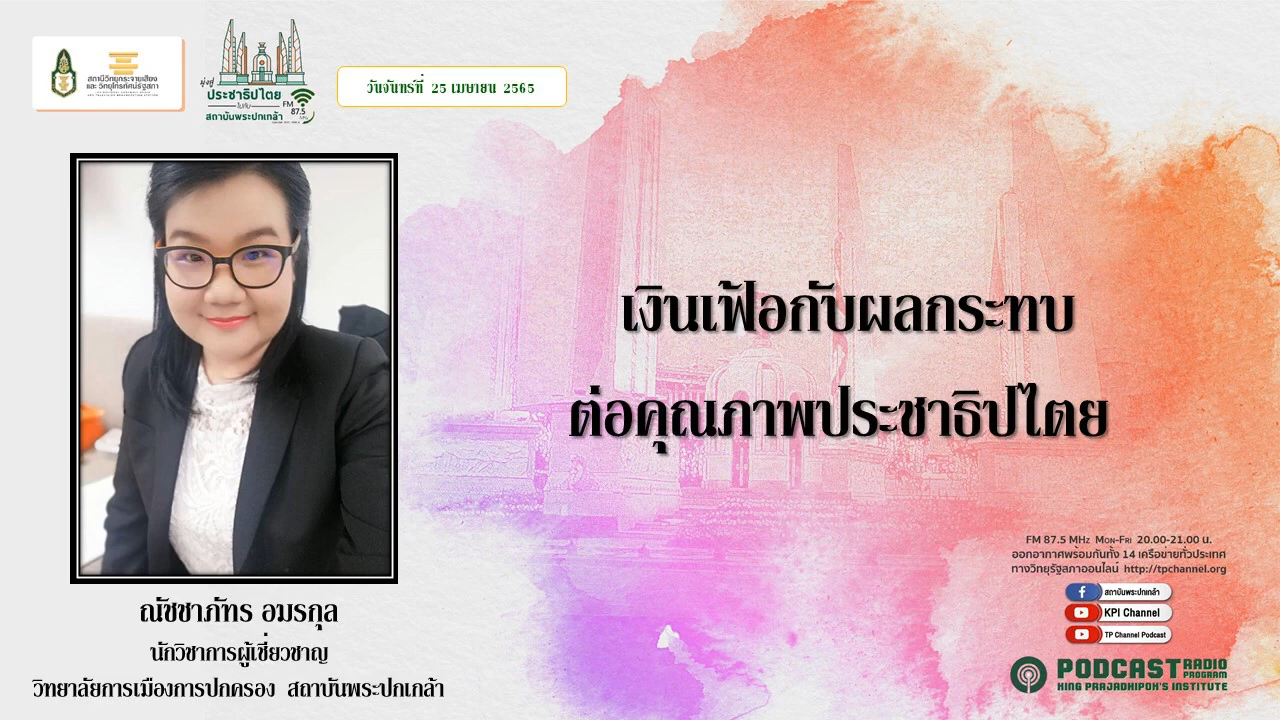 สถานีวิทยุกระจายเสียง
และ วิทยุโทรทัศน์รัฐสภา
มุ่งสู่
ประชาธิปไตย
ไปกับ
สถาบันพระปกเกล้า
FM
87.5
MHz
วันจันทร์ที่ 25 เมษายน 2565
เงินเฟ้อกับผลกระทบ
ต่อคุณภาพประชาธิปไตย
ณัชชาภัทร อมรกุล
นักวิชาการผู้เชี่ยวชาญ
วิทยาลัยการเมืองการปกครอง สถาบันพระปกเกล้า
FM 87.5 MHz Mon-Fri 20.00-21.00 น.
ออกอากาศพร้อมกันทั้ง 14 เครือข่ายทั่วประเทศ
ทางวิทยุรัฐสภาออนไลน์ http://tpchannel.org
สถาบันพระปกเกล้า
KPI Channel
TP Channel Podcast
PODCAST RADIO PROGRAM
KING PRAJADHIPOK'S INSTITUTE